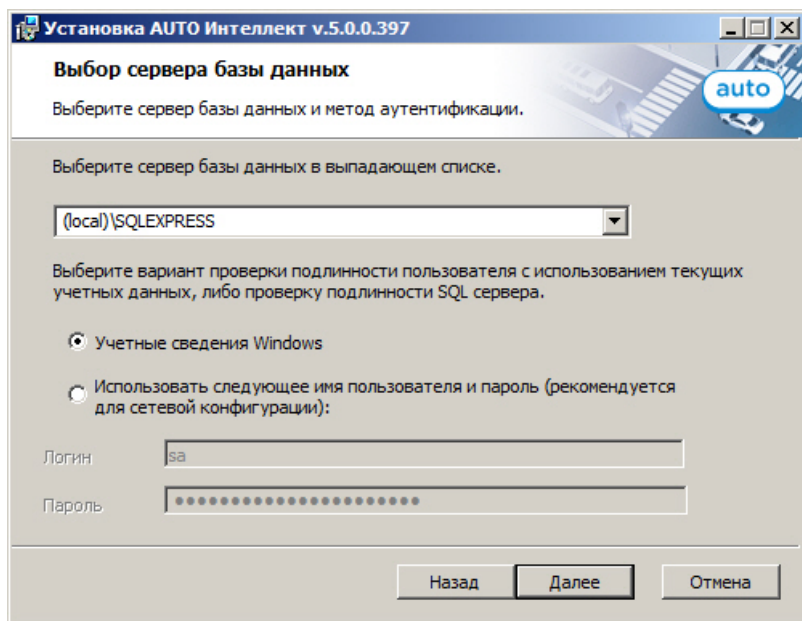 Установка AUTO Интеллект v.5.0.0.397
Выбор сервера базы данных
Выберите сервер базы данных и метод аутентификации.
auto
Выберите сервер базы данных в выпадающем списке.
(local)\SQLEXPRESS
Выберите вариант проверки подлинности пользователя с использованием текущих
учетных данных, либо проверку подлинности SQL сервера.
Учетные сведения Windows
Использовать следующее имя пользователя и пароль (рекомендуется
для сетевой конфигурации):
Логин
sa
Пароль
Назад
Далее
Отмена